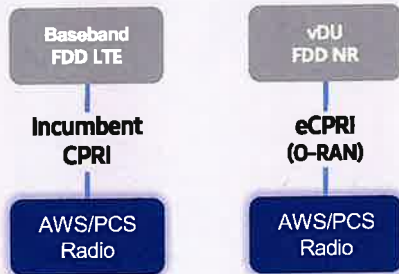 Baseband
FDD LTE
vDU
FDD NR
Incumbent
CPRI
eCPRI
(O-RAN)
AWS/PCS
Radio
AWS/PCS
Radio